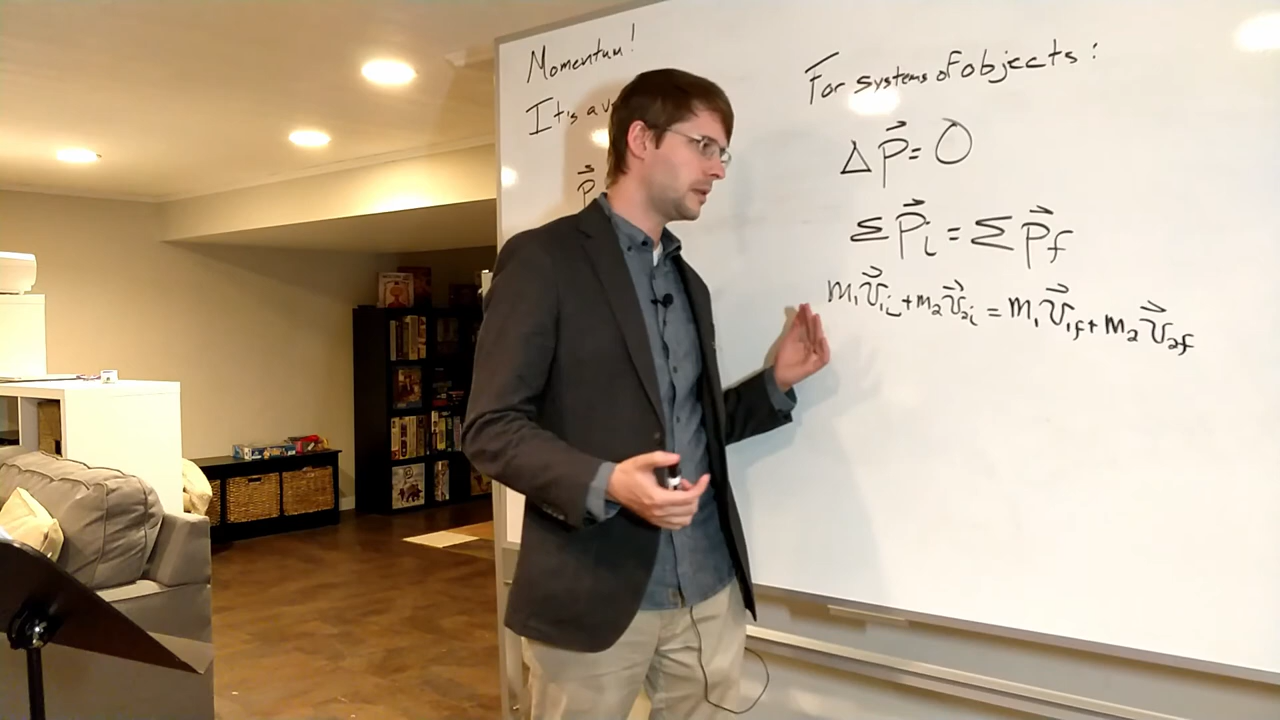 Momentum!
It's a
p⃗
For systems of objects:
Δp⃗ = 0
Σp⃗ᵢ = Σp⃗f
m₁v⃗₁ᵢ + m₂v⃗₂ᵢ = m₁v⃗₁f + m₂v⃗₂f